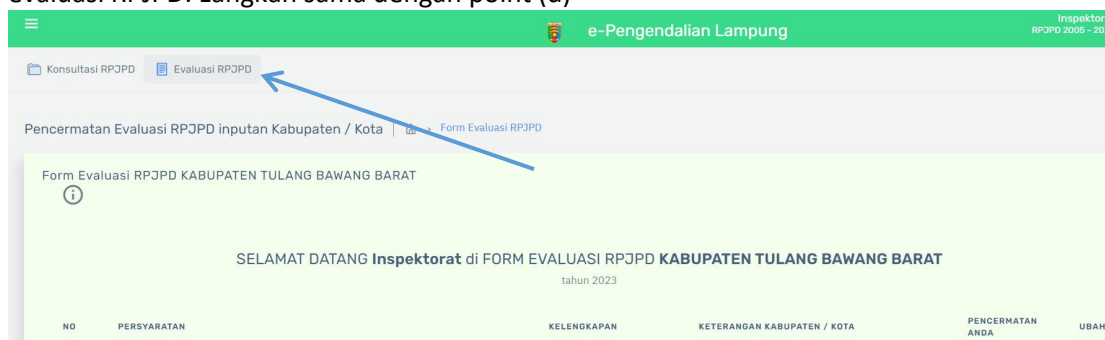 evaluasi RPJPD. Langkah sama dengan point (a)
e-Pengendalian Lampung
Inspektor
RPJPD 2005 - 20
Konsultasi RPJPD
Evaluasi RPJPD
Pencermatan Evaluasi RPJPD inputan Kabupaten / Kota | > Form Evaluasi RPJPD
Form Evaluasi RPJPD KABUPATEN TULANG BAWANG BARAT
SELAMAT DATANG Inspektorat di FORM EVALUASI RPJPD KABUPATEN TULANG BAWANG BARAT
tahun 2023
NO PERSYARATAN KELENGKAPAN KETERANGAN KABUPATEN / KOTA PENCERMATAN ANDA UBAH